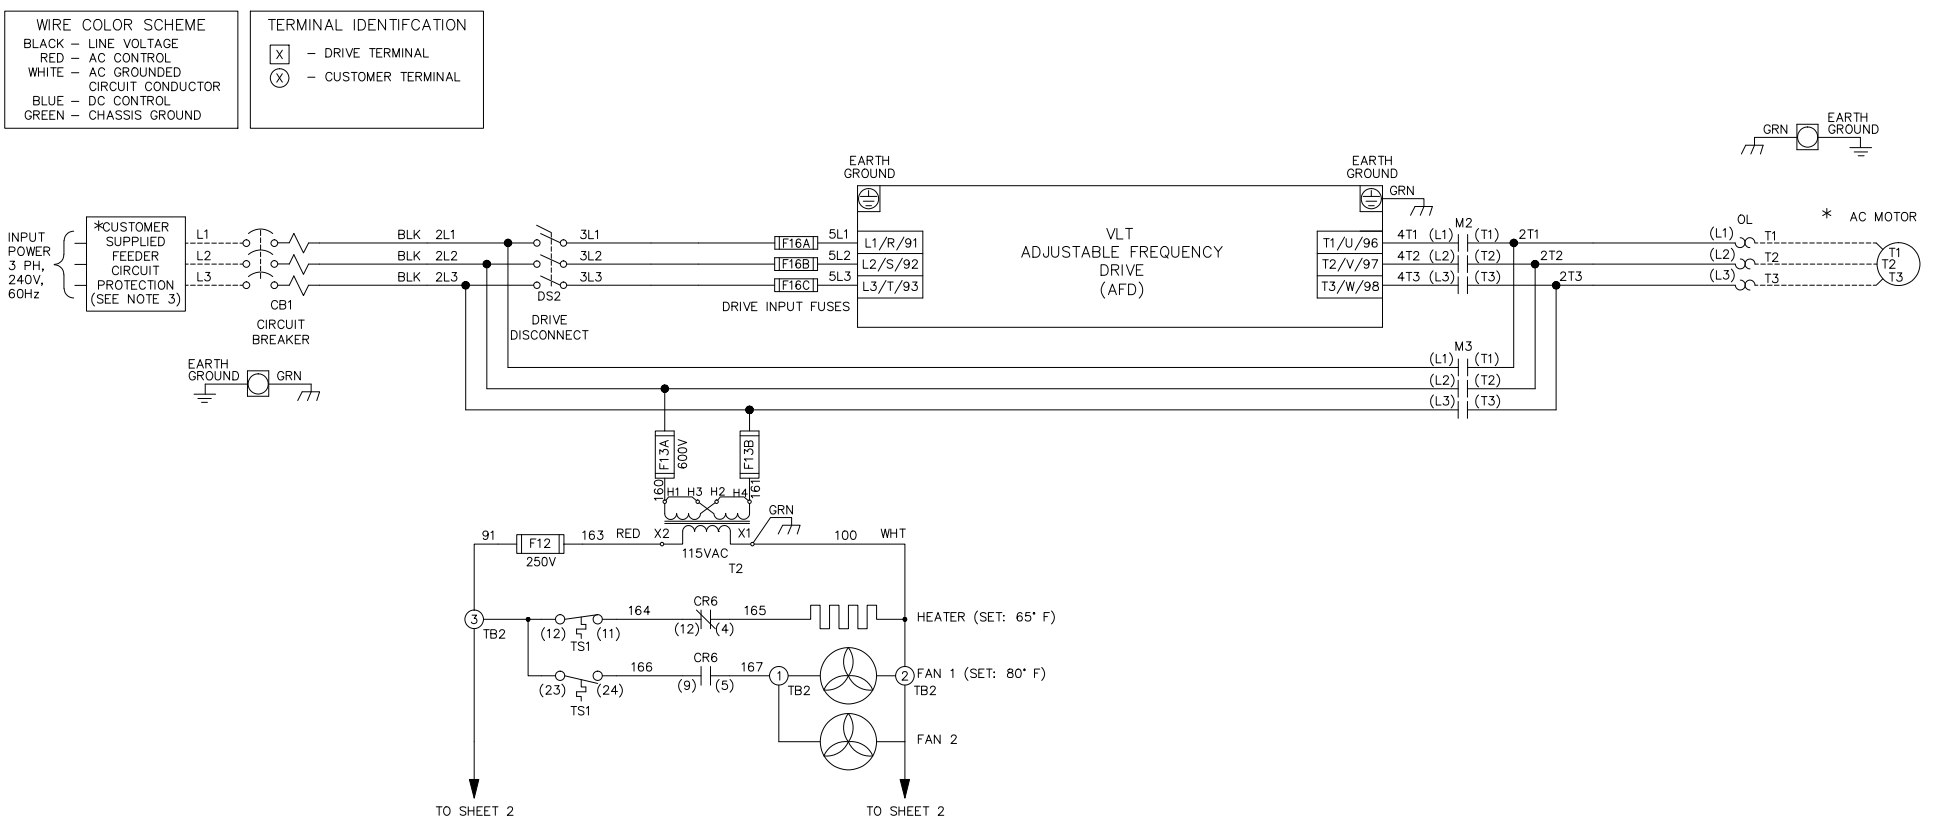 WIRE COLOR SCHEME
BLACK – LINE VOLTAGE
RED – AC CONTROL
WHITE – AC GROUNDED
CIRCUIT CONDUCTOR
BLUE – DC CONTROL
GREEN – CHASSIS GROUND
TERMINAL IDENTIFCATION
X – DRIVE TERMINAL
X – CUSTOMER TERMINAL
INPUT
POWER
3 PH,
240V,
60Hz
*CUSTOMER
SUPPLIED
FEEDER
CIRCUIT
PROTECTION
(SEE NOTE 3)
L1
L2
L3
CB1
CIRCUIT
BREAKER
EARTH
GROUND
GRN
BLK 2L1
BLK 2L2
BLK 2L3
DS2
DRIVE
DISCONNECT
3L1
3L2
3L3
F16A
F16B
F16C
DRIVE INPUT FUSES
5L1
5L2
5L3
EARTH
GROUND
L1/R/91
L2/S/92
L3/T/93
VLT
ADJUSTABLE FREQUENCY
DRIVE
(AFD)
EARTH
GROUND
GRN
T1/U/96
T2/V/97
T3/W/98
4T1 (L1) M2 (T1) 2T1
4T2 (L2) (T2) 2T2
4T3 (L3) (T3) 2T3
M3
(L1) (T1)
(L2) (T2)
(L3) (T3)
GRN
EARTH
GROUND
OL
(L1) T1
(L2) T2
(L3) T3
* AC MOTOR
T1
T2
T3
F13A
600V
F13B
160
161
H1 H3 H2 H4
GRN
91
F12
250V
163 RED X2
X1
115VAC
T2
100 WHT
3
TB2
(12) (11)
TS1
164
CR6
(12) (4)
165
HEATER (SET: 65° F)
(23) (24)
TS1
166
CR6
(9) (5)
167
1
TB2
2
TB2
FAN 1 (SET: 80° F)
FAN 2
TO SHEET 2
TO SHEET 2